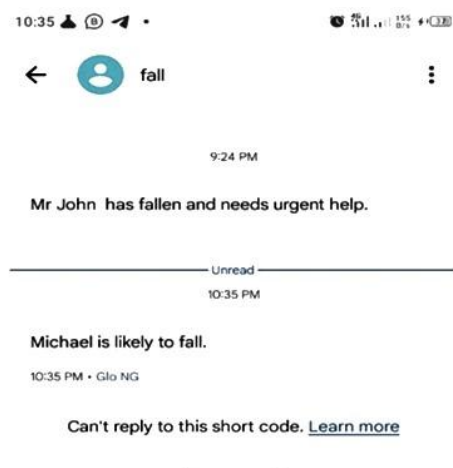 10:35
fall
9:24 PM
Mr John has fallen and needs urgent help.
Unread
10:35 PM
Michael is likely to fall.
10:35 PM • Glo NG
Can't reply to this short code. Learn more